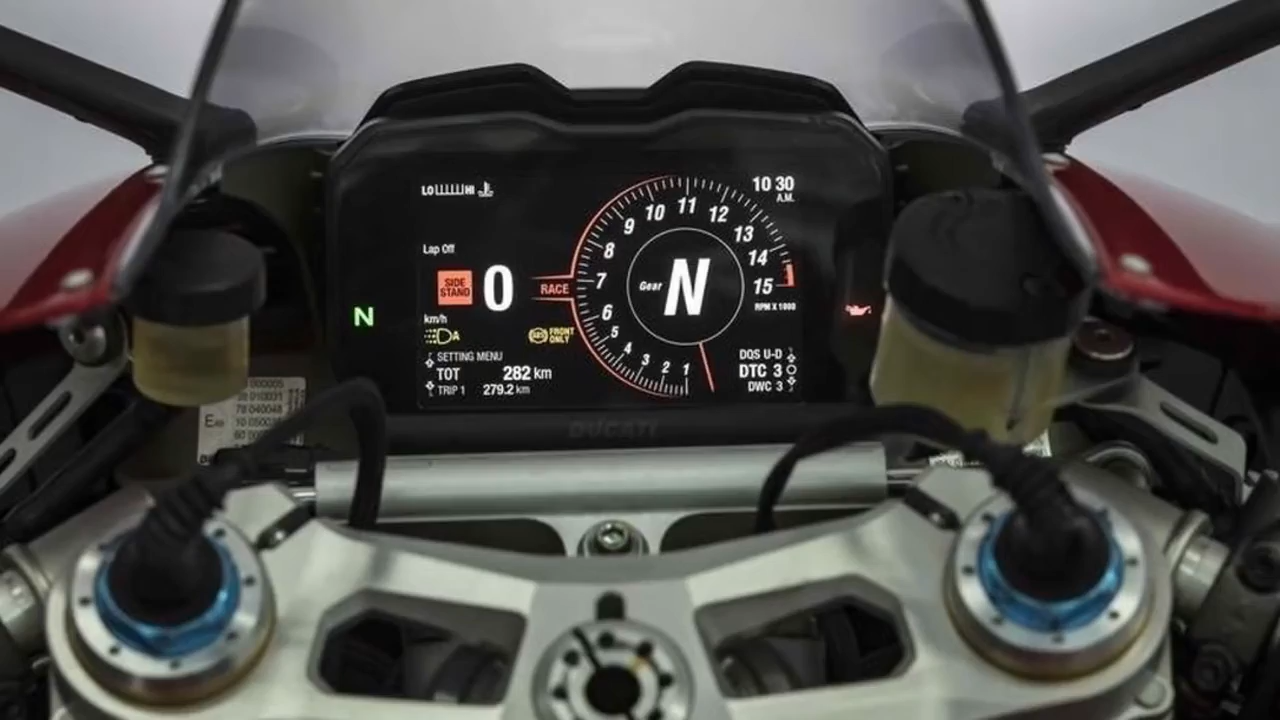 LO HI
10 30
A.M.
10 11 12
9 13
8 14
7 15
6
5
4
3 2 1
RPM X 1000
Lap Off
SIDE
STAND
0
RACE
Gear N
km/h
N
A
ABS FRONT
ONLY
SETTING MENU
TOT 282 km
TRIP 1 279.2 km
DQS U-D
DTC 3
DWC 3
DUCATI